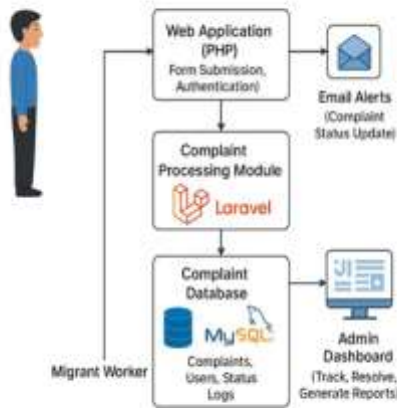 Web Application
(PHP)
Form Submission,
Authentication)
Email Alerts
(Complaint
Status Update)
Complaint
Processing Module
Laravel
Complaint
Database
MySQL
Complaints,
Users, Status
Logs
Migrant Worker
Admin
Dashboard
(Track, Resolve,
Generate Reports)